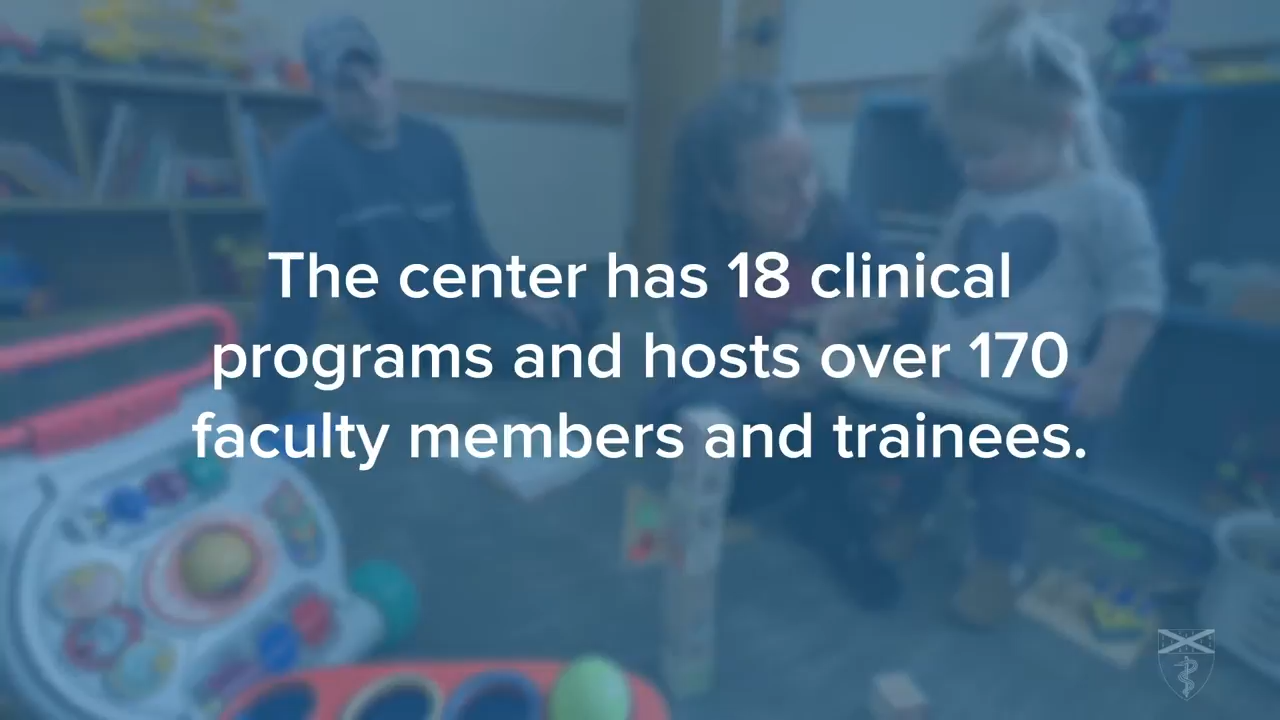 The center has 18 clinical
programs and hosts over 170
faculty members and trainees.